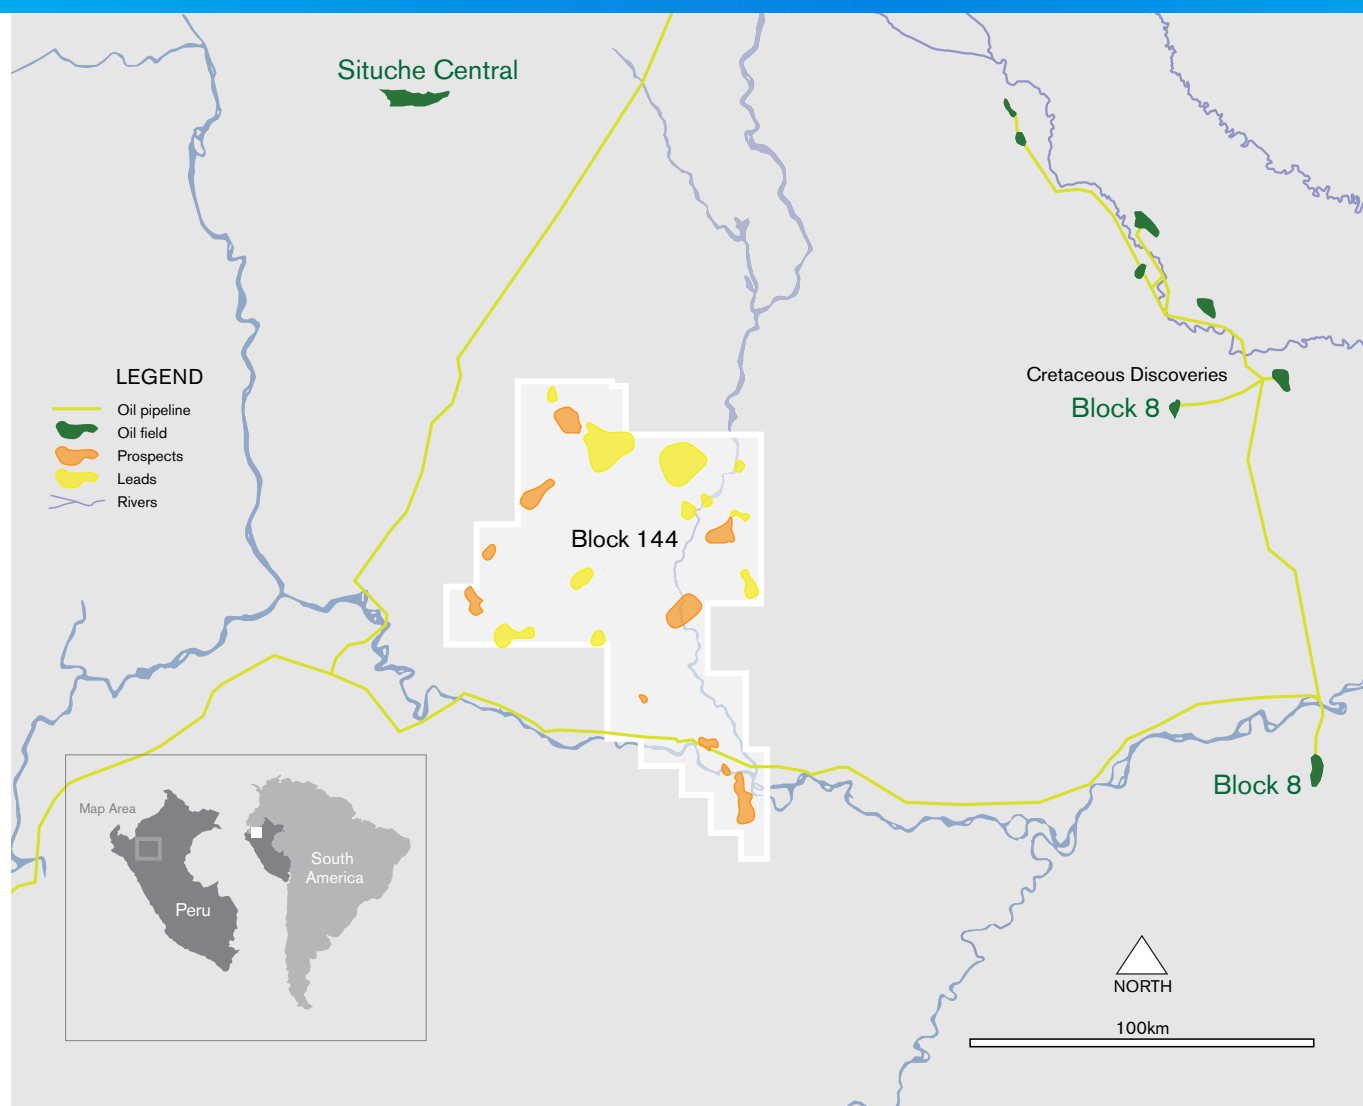 Situche Central
LEGEND
Oil pipeline
Oil field
Prospects
Leads
Rivers
Cretaceous Discoveries
Block 8
Block 144
Block 8
Map Area
Peru
South
America
NORTH
100km